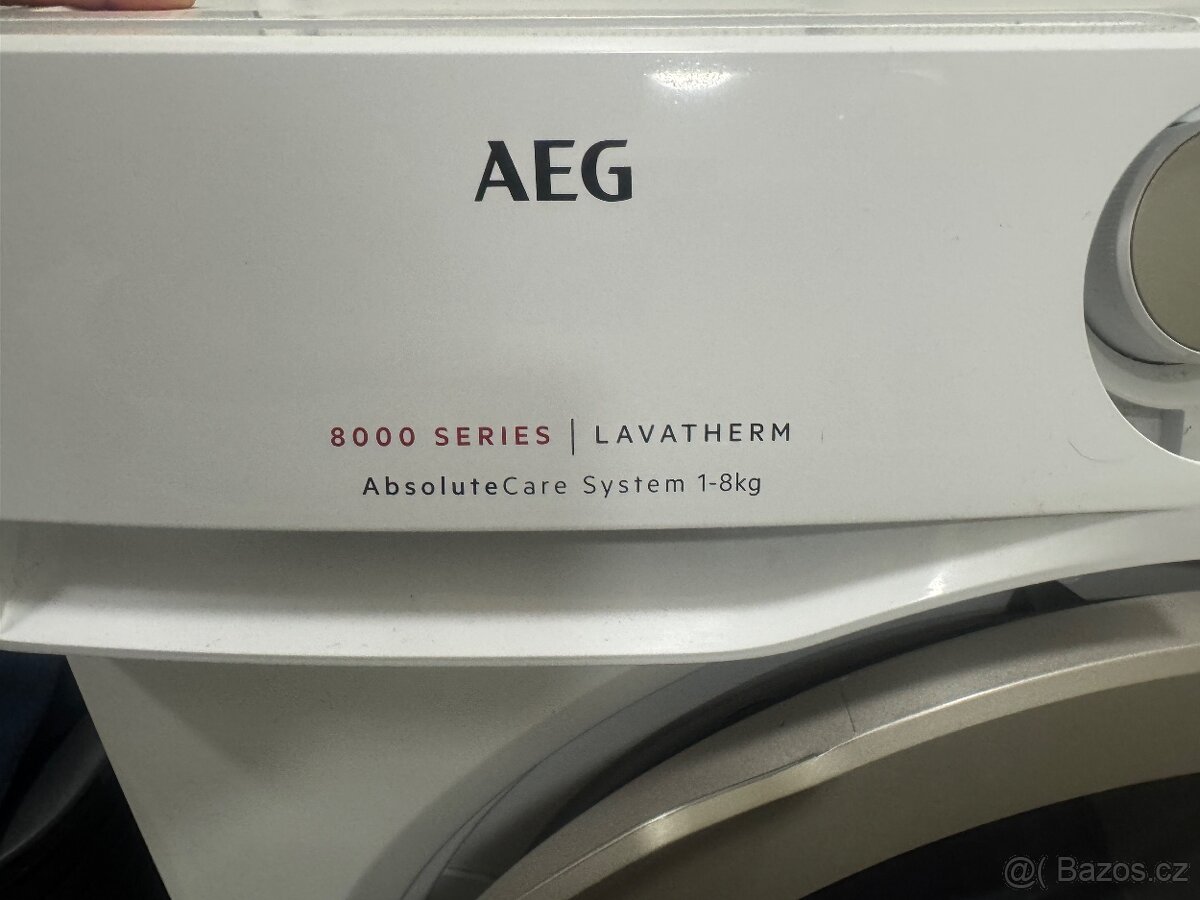 AEG
8000 SERIES | LAVATHERM
AbsoluteCare System 1-8kg
@( Bazos.cz